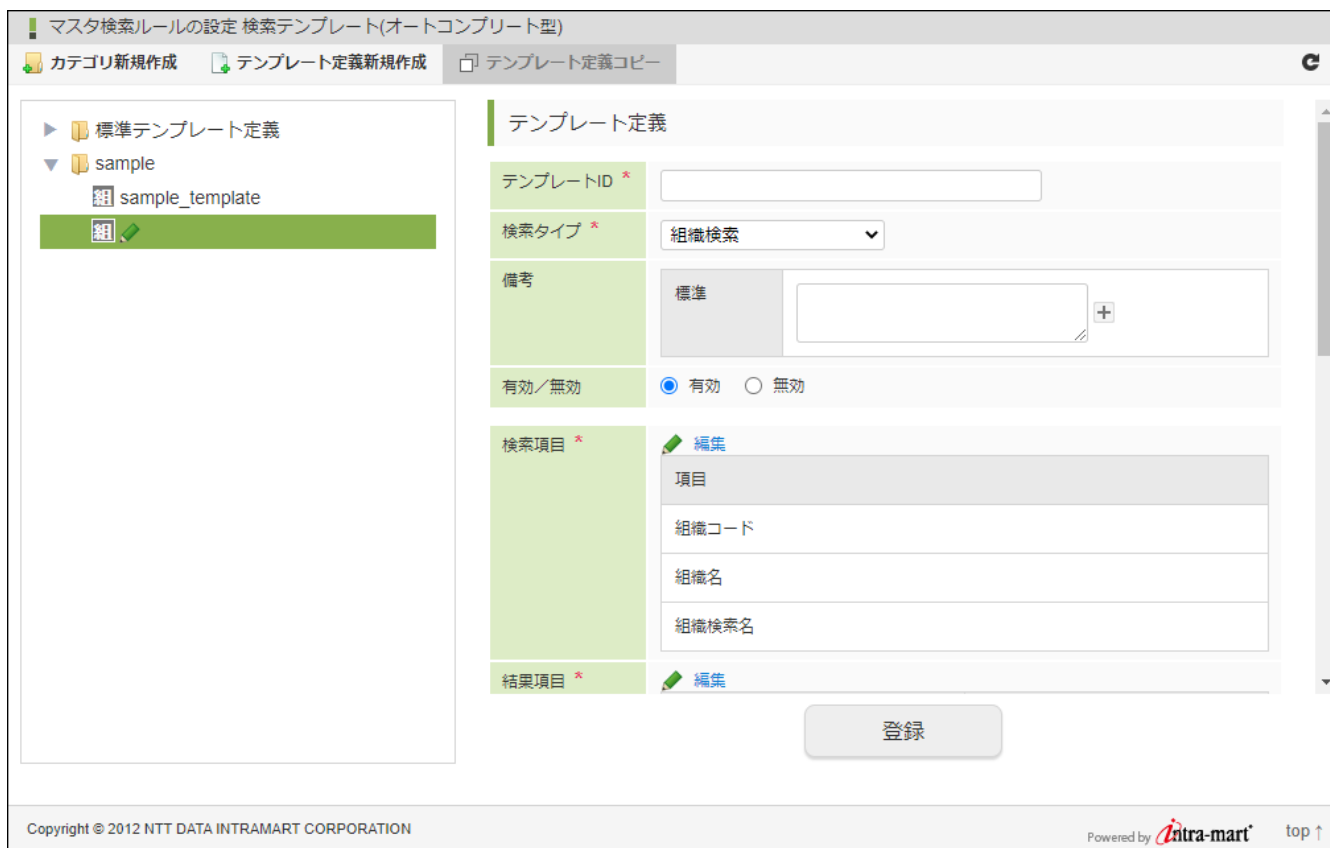 マスタ検索ルールの設定 検索テンプレート(オートコンプリート型)
カテゴリ新規作成 テンプレート定義新規作成 テンプレート定義コピー
標準テンプレート定義
sample
組 sample_template
組
テンプレート定義
テンプレートID *
検索タイプ * 組織検索
備考 標準
有効／無効 有効 無効
検索項目 * 編集
項目
組織コード
組織名
組織検索名
結果項目 * 編集
登録
Copyright © 2012 NTT DATA INTRAMART CORPORATION
Powered by intra-mart
top ↑